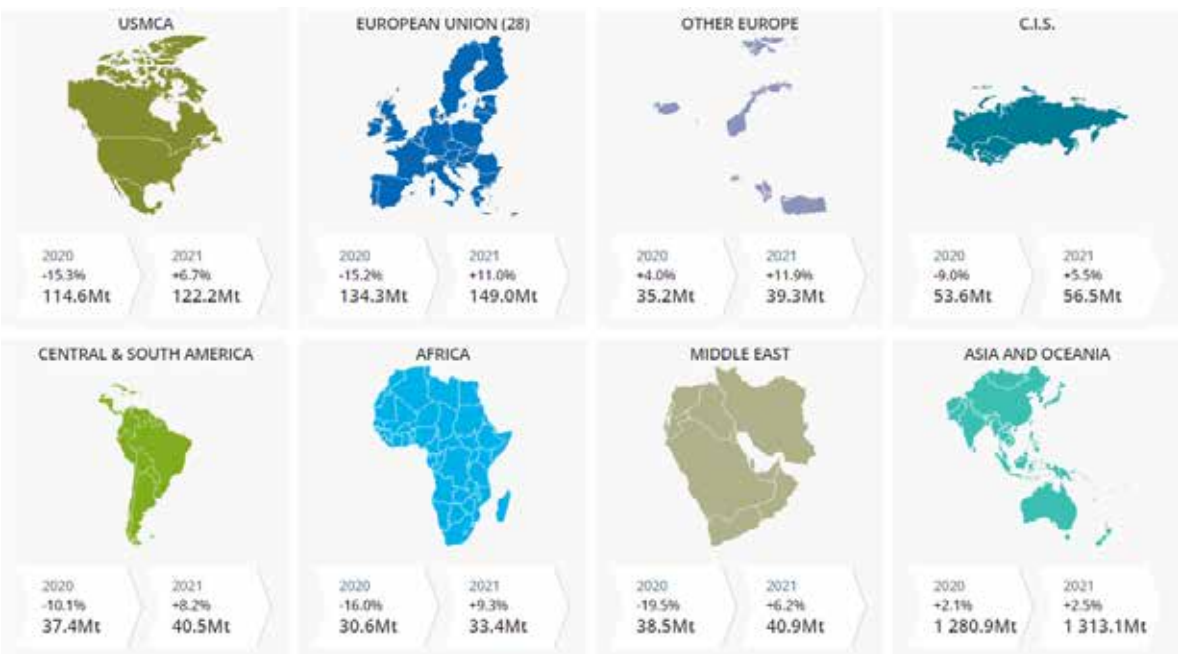 USMCA
2020 2021
-15.3% +6.7%
114.6Mt 122.2Mt
EUROPEAN UNION (28)
2020 2021
-15.2% +11.0%
134.3Mt 149.0Mt
OTHER EUROPE
2020 2021
+4.0% +11.9%
35.2Mt 39.3Mt
C.I.S.
2020 2021
-9.0% +5.5%
53.6Mt 56.5Mt
CENTRAL & SOUTH AMERICA
2020 2021
-10.1% +8.2%
37.4Mt 40.5Mt
AFRICA
2020 2021
-16.0% +9.3%
30.6Mt 33.4Mt
MIDDLE EAST
2020 2021
-19.5% +6.2%
38.5Mt 40.9Mt
ASIA AND OCEANIA
2020 2021
+2.1% +2.5%
1 280.9Mt 1 313.1Mt